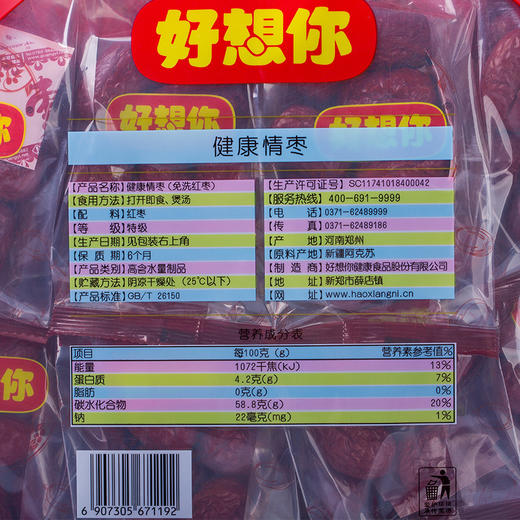 好想你
好想你
好想你
你
健康情枣
【产品名称】健康情枣（免洗红枣）
【食用方法】打开即食、煲汤
【配料】红枣
【等级】特级
【生产日期】见包装右上角
【保质期】6个月
【产品类别】高含水量制品
【贮藏方法】阴凉干燥处（25℃以下）
【产品标准】GB/T 26150
【生产许可证号】SC11741018400042
【服务热线】400-691-9999
【电话】0371-62489999
【传真】0371-62489186
【产地】河南郑州
【原料产地】新疆阿克苏
【制造商】好想你健康食品股份有限公司
【地址】新郑市薛店镇
【网址】www.haoxiangni.cn
营养成分表
项目 每100克(g) 营养素参考值%
能量 1072千焦(kJ) 13%
蛋白质 4.2克(g) 7%
脂肪 0克(g) 0%
碳水化合物 58.8克(g) 20%
钠 22毫克(mg) 1%
你
6 907305 671192